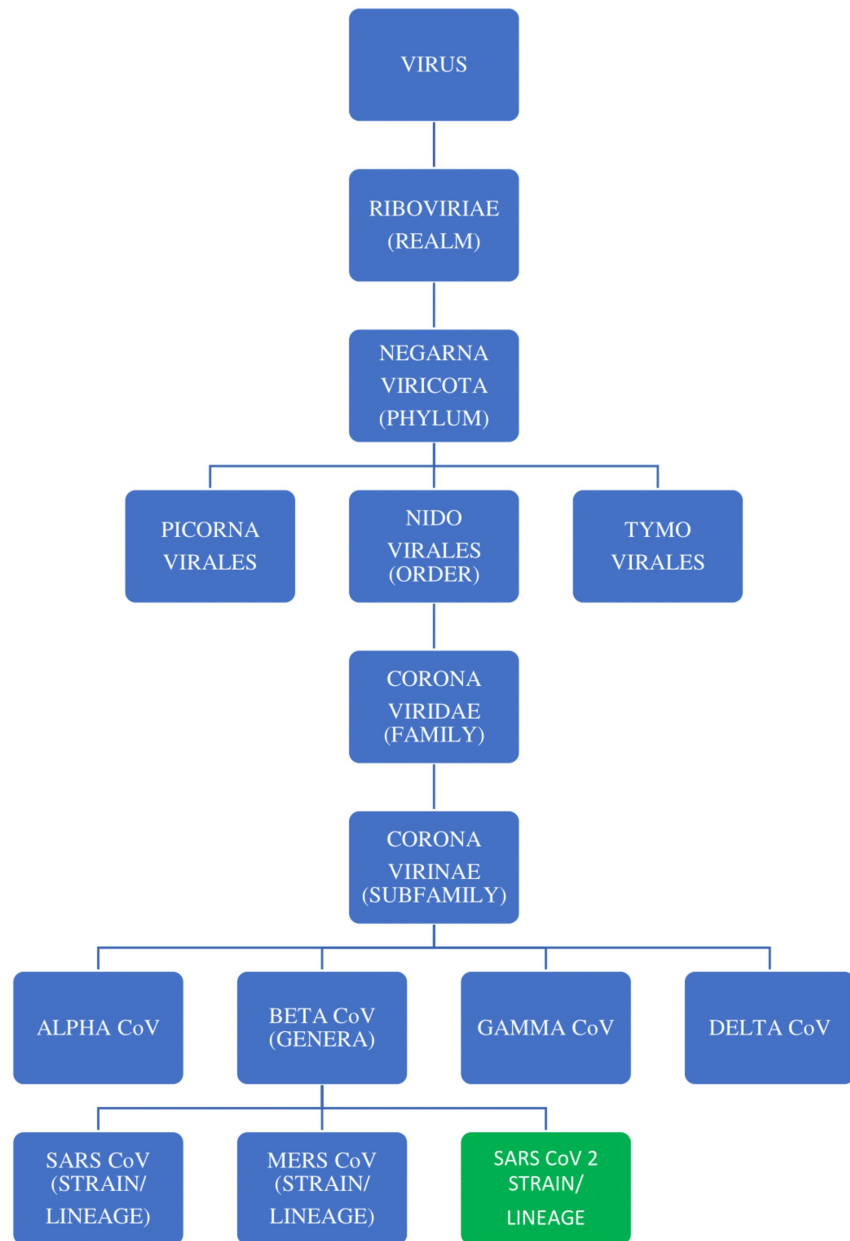 VIRUS
RIBOVIRIAE
(REALM)
NEGARNA
VIRICOTA
(PHYLUM)
PICORNA
VIRALES
NIDO
VIRALES
(ORDER)
TYMO
VIRALES
CORONA
VIRIDAE
(FAMILY)
CORONA
VIRINAE
(SUBFAMILY)
ALPHA CoV
BETA CoV
(GENERA)
GAMMA CoV
DELTA CoV
SARS CoV
(STRAIN/
LINEAGE)
MERS CoV
(STRAIN/
LINEAGE)
SARS CoV 2
STRAIN/
LINEAGE